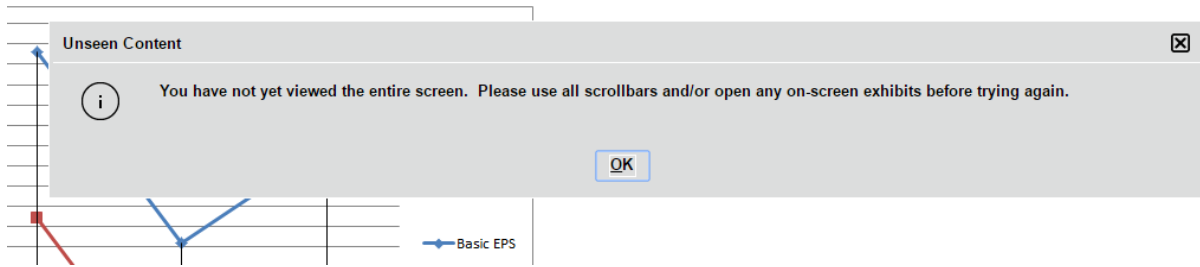 Unseen Content
You have not yet viewed the entire screen.  Please use all scrollbars and/or open any on-screen exhibits before trying again.
OK
Basic EPS